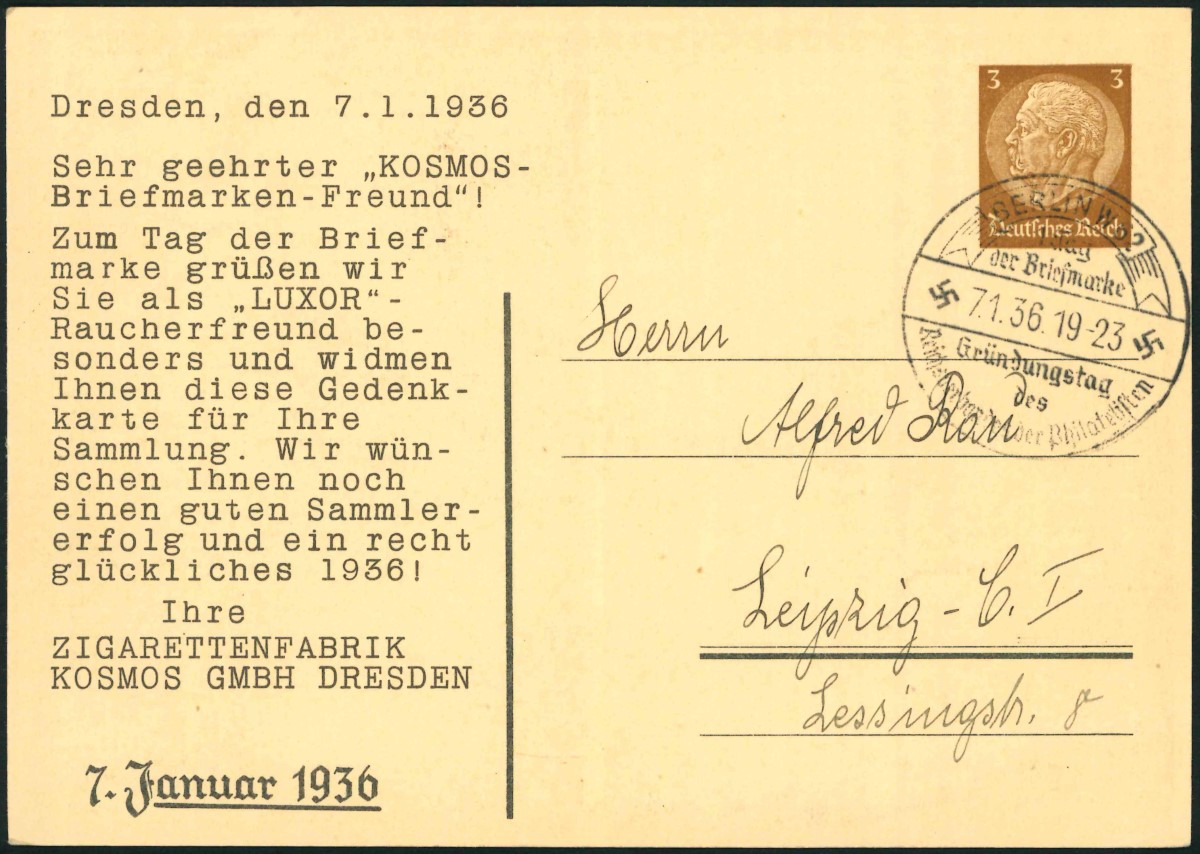 Dresden, den 7.1.1936
Sehr geehrter „KOSMOS-
Briefmarken-Freund“!
Zum Tag der Brief-
marke grüßen wir
Sie als „LUXOR“-
Raucherfreund be-
sonders und widmen
Ihnen diese Gedenk-
karte für Ihre
Sammlung. Wir wün-
schen Ihnen noch
einen guten Sammler-
erfolg und ein recht
glückliches 1936!
Ihre
ZIGARETTENFABRIK
KOSMOS GMBH DRESDEN
7. Januar 1936
3 3
Deutsches Reich
BERLIN W
Tag
der Briefmarke
7.1.36.19-23
Gründungstag
des
der Philatelisten
Herrn
Alfred Rau
Leipzig - C. I
Lessingstr. 8